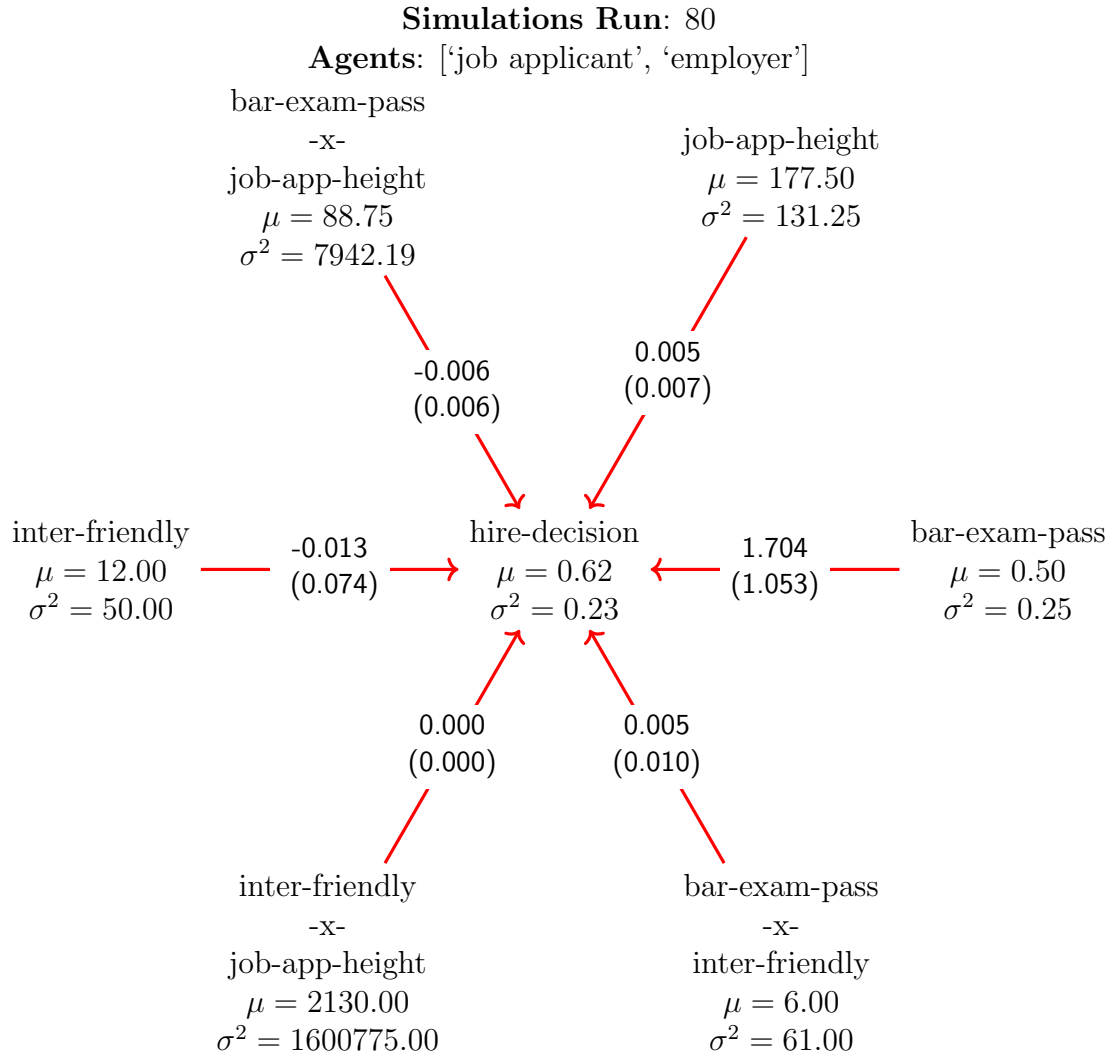 Simulations Run: 80
Agents: [‘job applicant’, ‘employer’]
bar-exam-pass
-x-
job-app-height
μ = 88.75
σ² = 7942.19
job-app-height
μ = 177.50
σ² = 131.25
-0.006
(0.006)
0.005
(0.007)
inter-friendly
μ = 12.00
σ² = 50.00
-0.013
(0.074)
hire-decision
μ = 0.62
σ² = 0.23
1.704
(1.053)
bar-exam-pass
μ = 0.50
σ² = 0.25
0.000
(0.000)
0.005
(0.010)
inter-friendly
-x-
job-app-height
μ = 2130.00
σ² = 1600775.00
bar-exam-pass
-x-
inter-friendly
μ = 6.00
σ² = 61.00